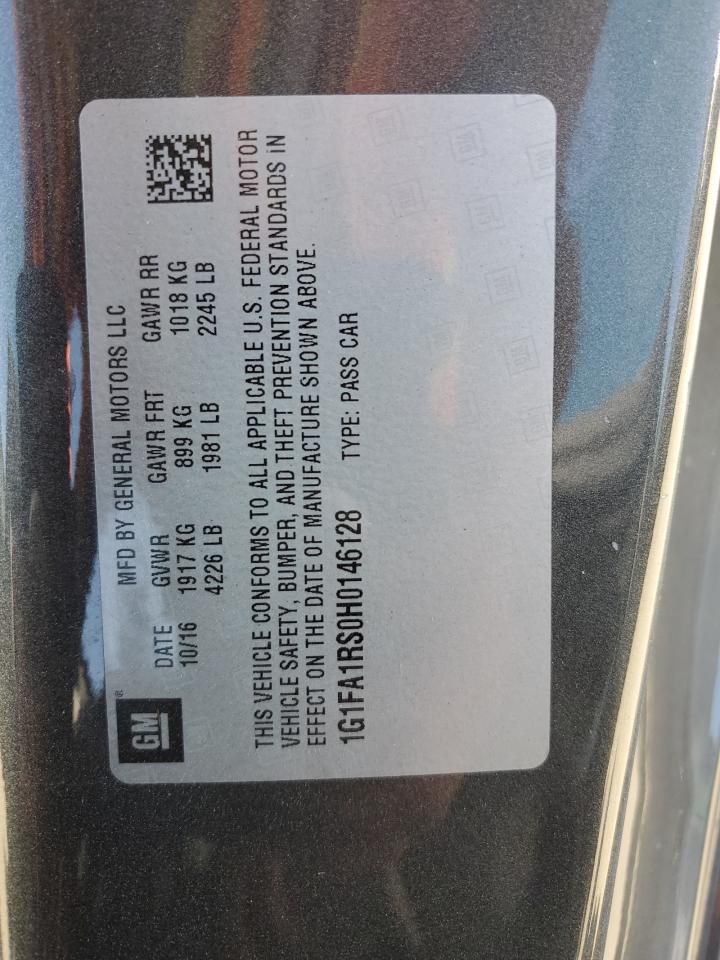 GM®
MFD BY GENERAL MOTORS LLC
DATE GVWR GAWR FRT GAWR RR
10/16 1917 KG 899 KG 1018 KG
4226 LB 1981 LB 2245 LB
THIS VEHICLE CONFORMS TO ALL APPLICABLE U.S. FEDERAL MOTOR
VEHICLE SAFETY, BUMPER, AND THEFT PREVENTION STANDARDS IN
EFFECT ON THE DATE OF MANUFACTURE SHOWN ABOVE.
1G1FA1RS0H0146128 TYPE: PASS CAR